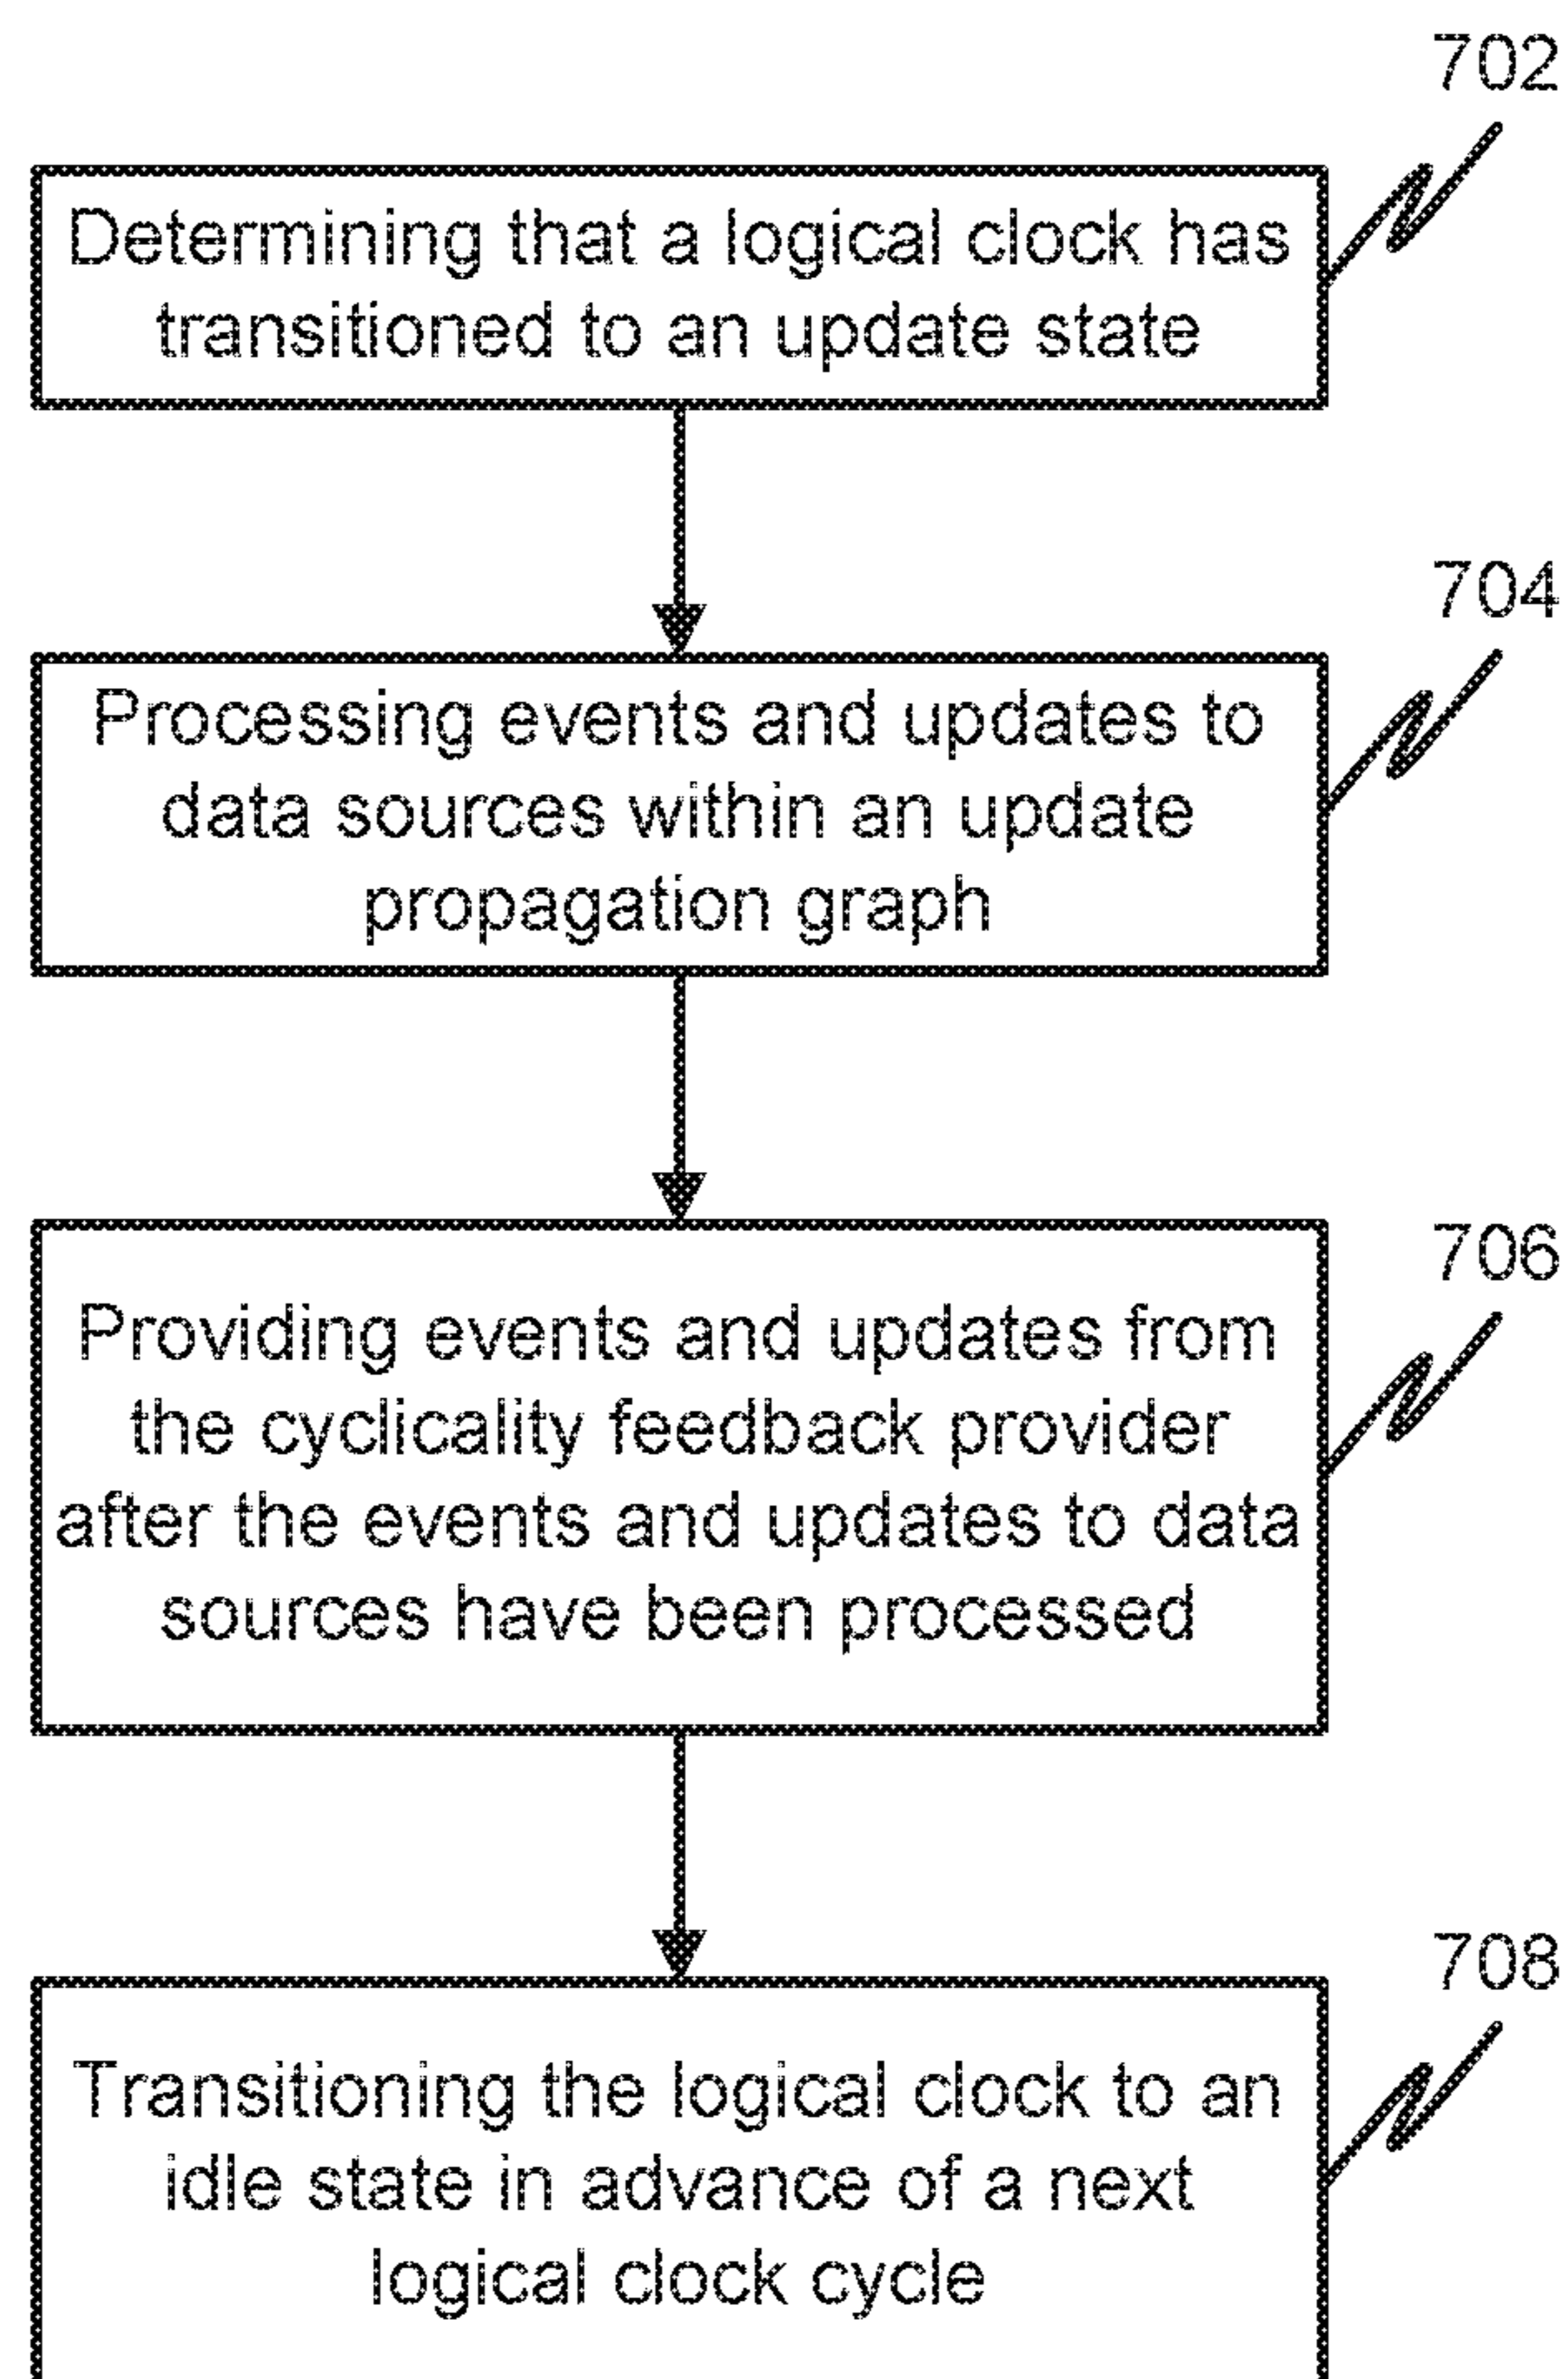 702
Determining that a logical clock has
transitioned to an update state
704
Processing events and updates to
data sources within an update
propagation graph
706
Providing events and updates from
the cyclicality feedback provider
after the events and updates to data
sources have been processed
708
Transitioning the logical clock to an
idle state in advance of a next
logical clock cycle